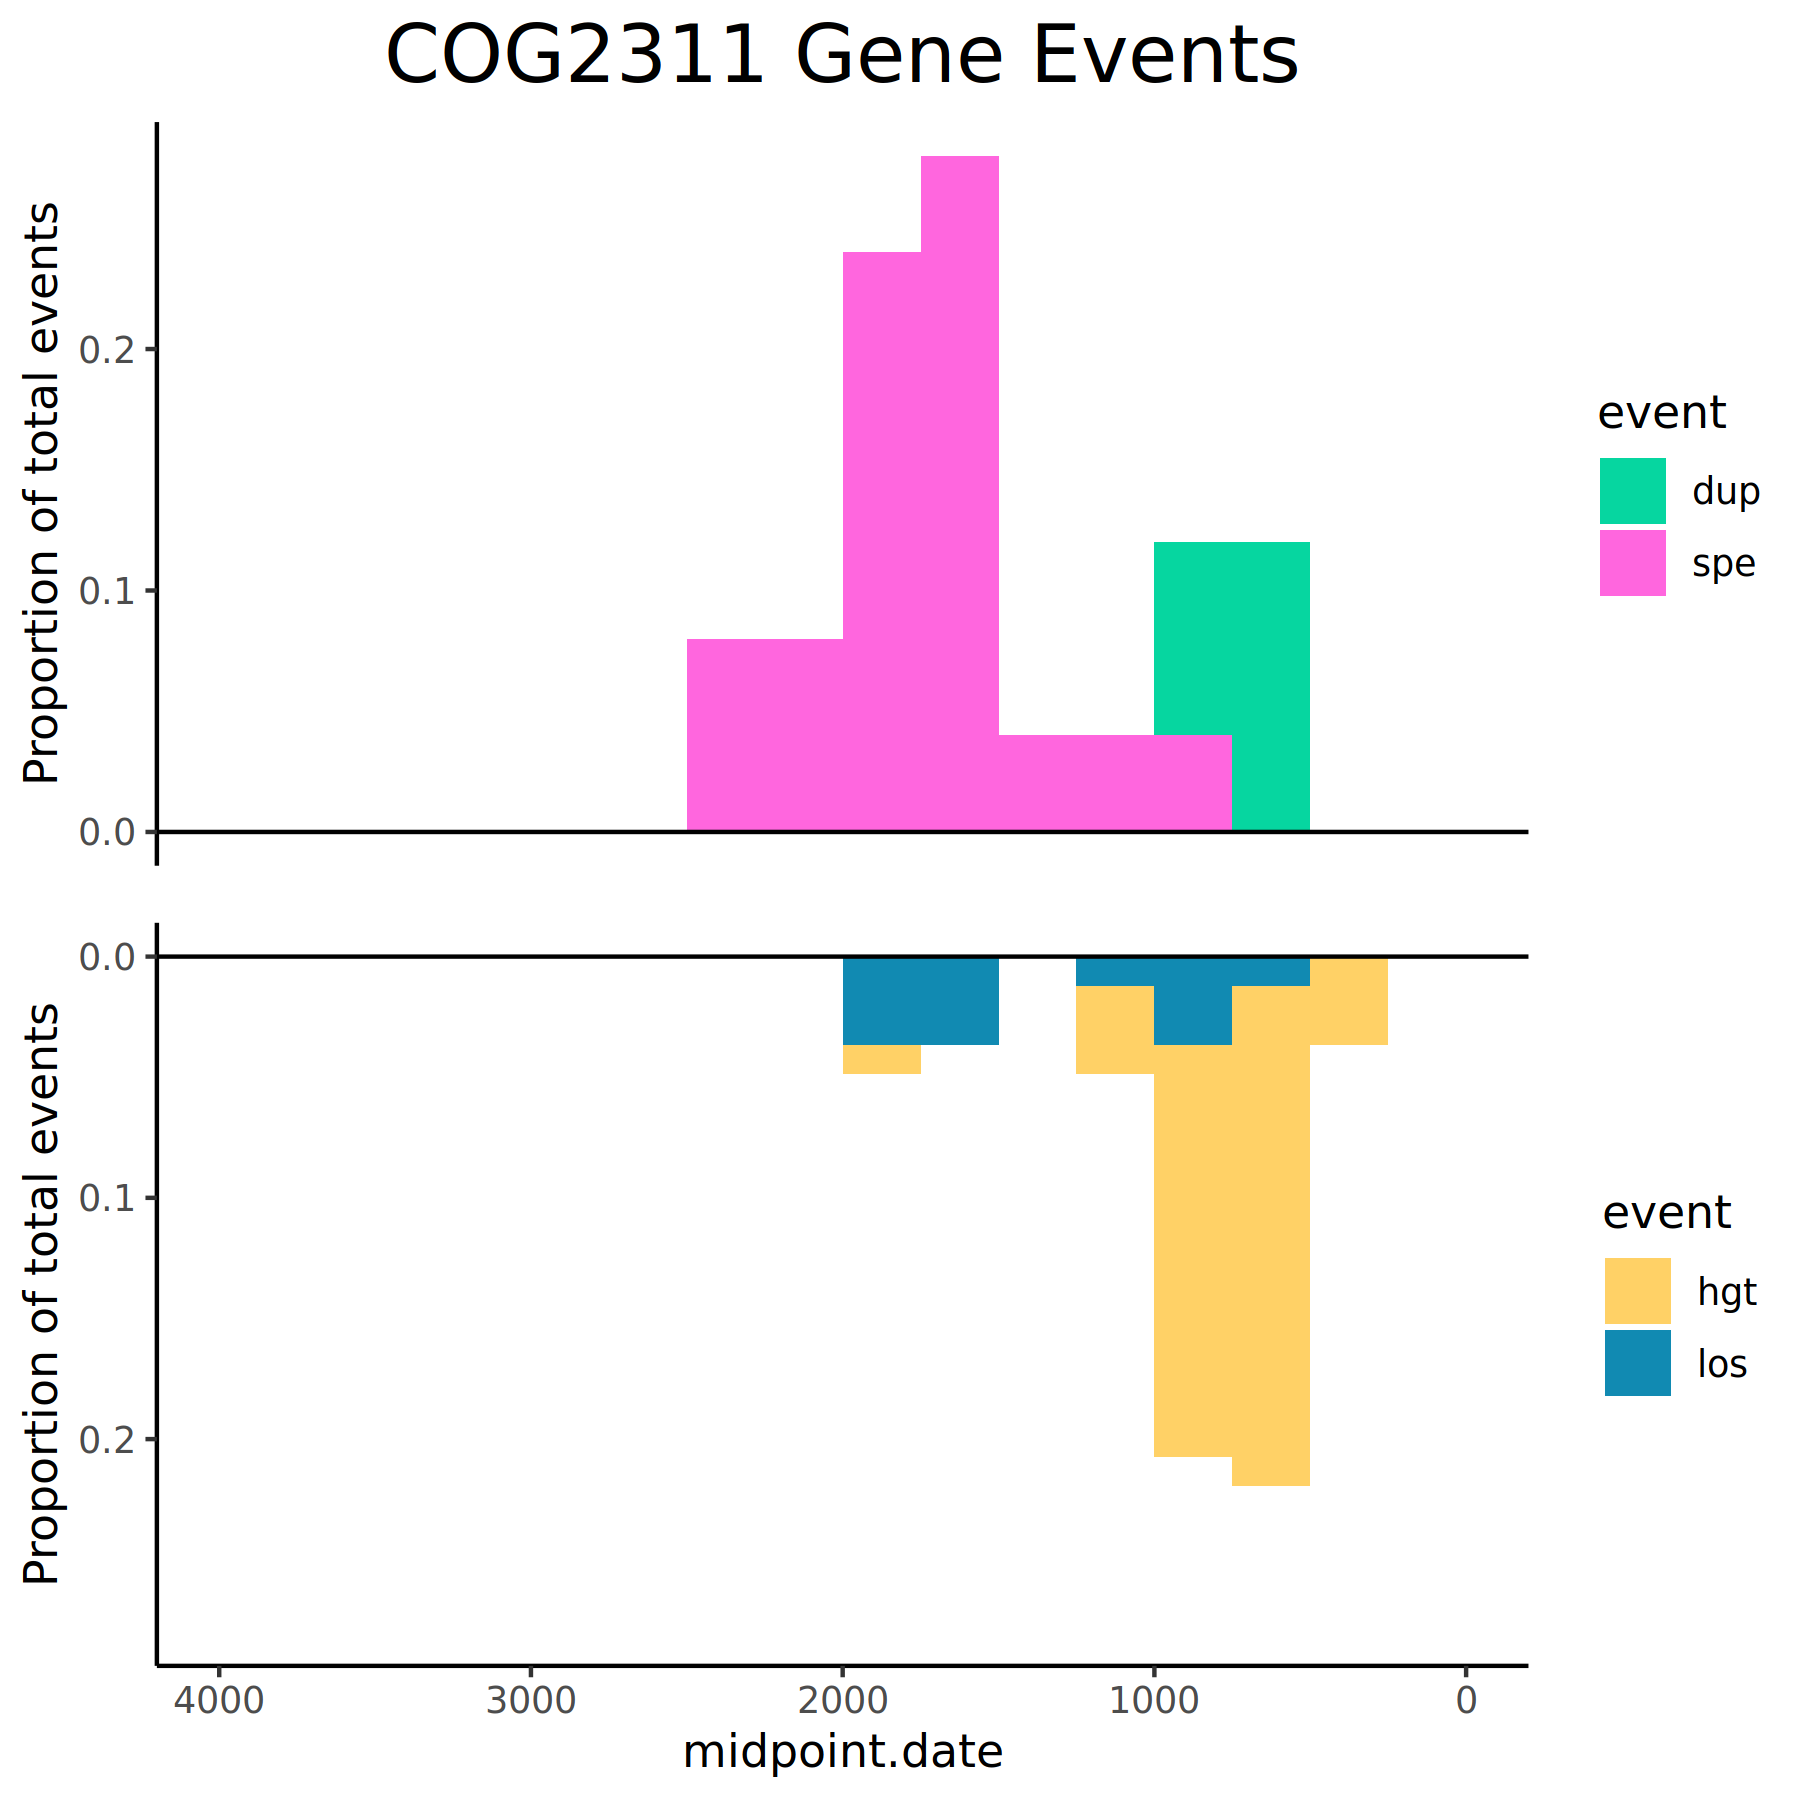 COG2311 Gene Events
Proportion of total events
0.2
0.1
0.0
event
dup
spe
Proportion of total events
0.0
0.1
0.2
event
hgt
los
4000 3000 2000 1000 0
midpoint.date